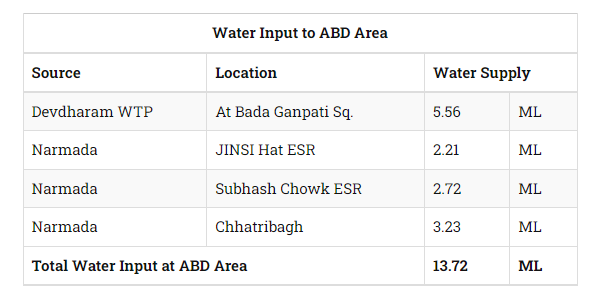 Water Input to ABD Area
Source Location Water Supply
Devdharam WTP At Bada Ganpati Sq. 5.56 ML
Narmada JINSI Hat ESR 2.21 ML
Narmada Subhash Chowk ESR 2.72 ML
Narmada Chhatribagh 3.23 ML
Total Water Input at ABD Area 13.72 ML